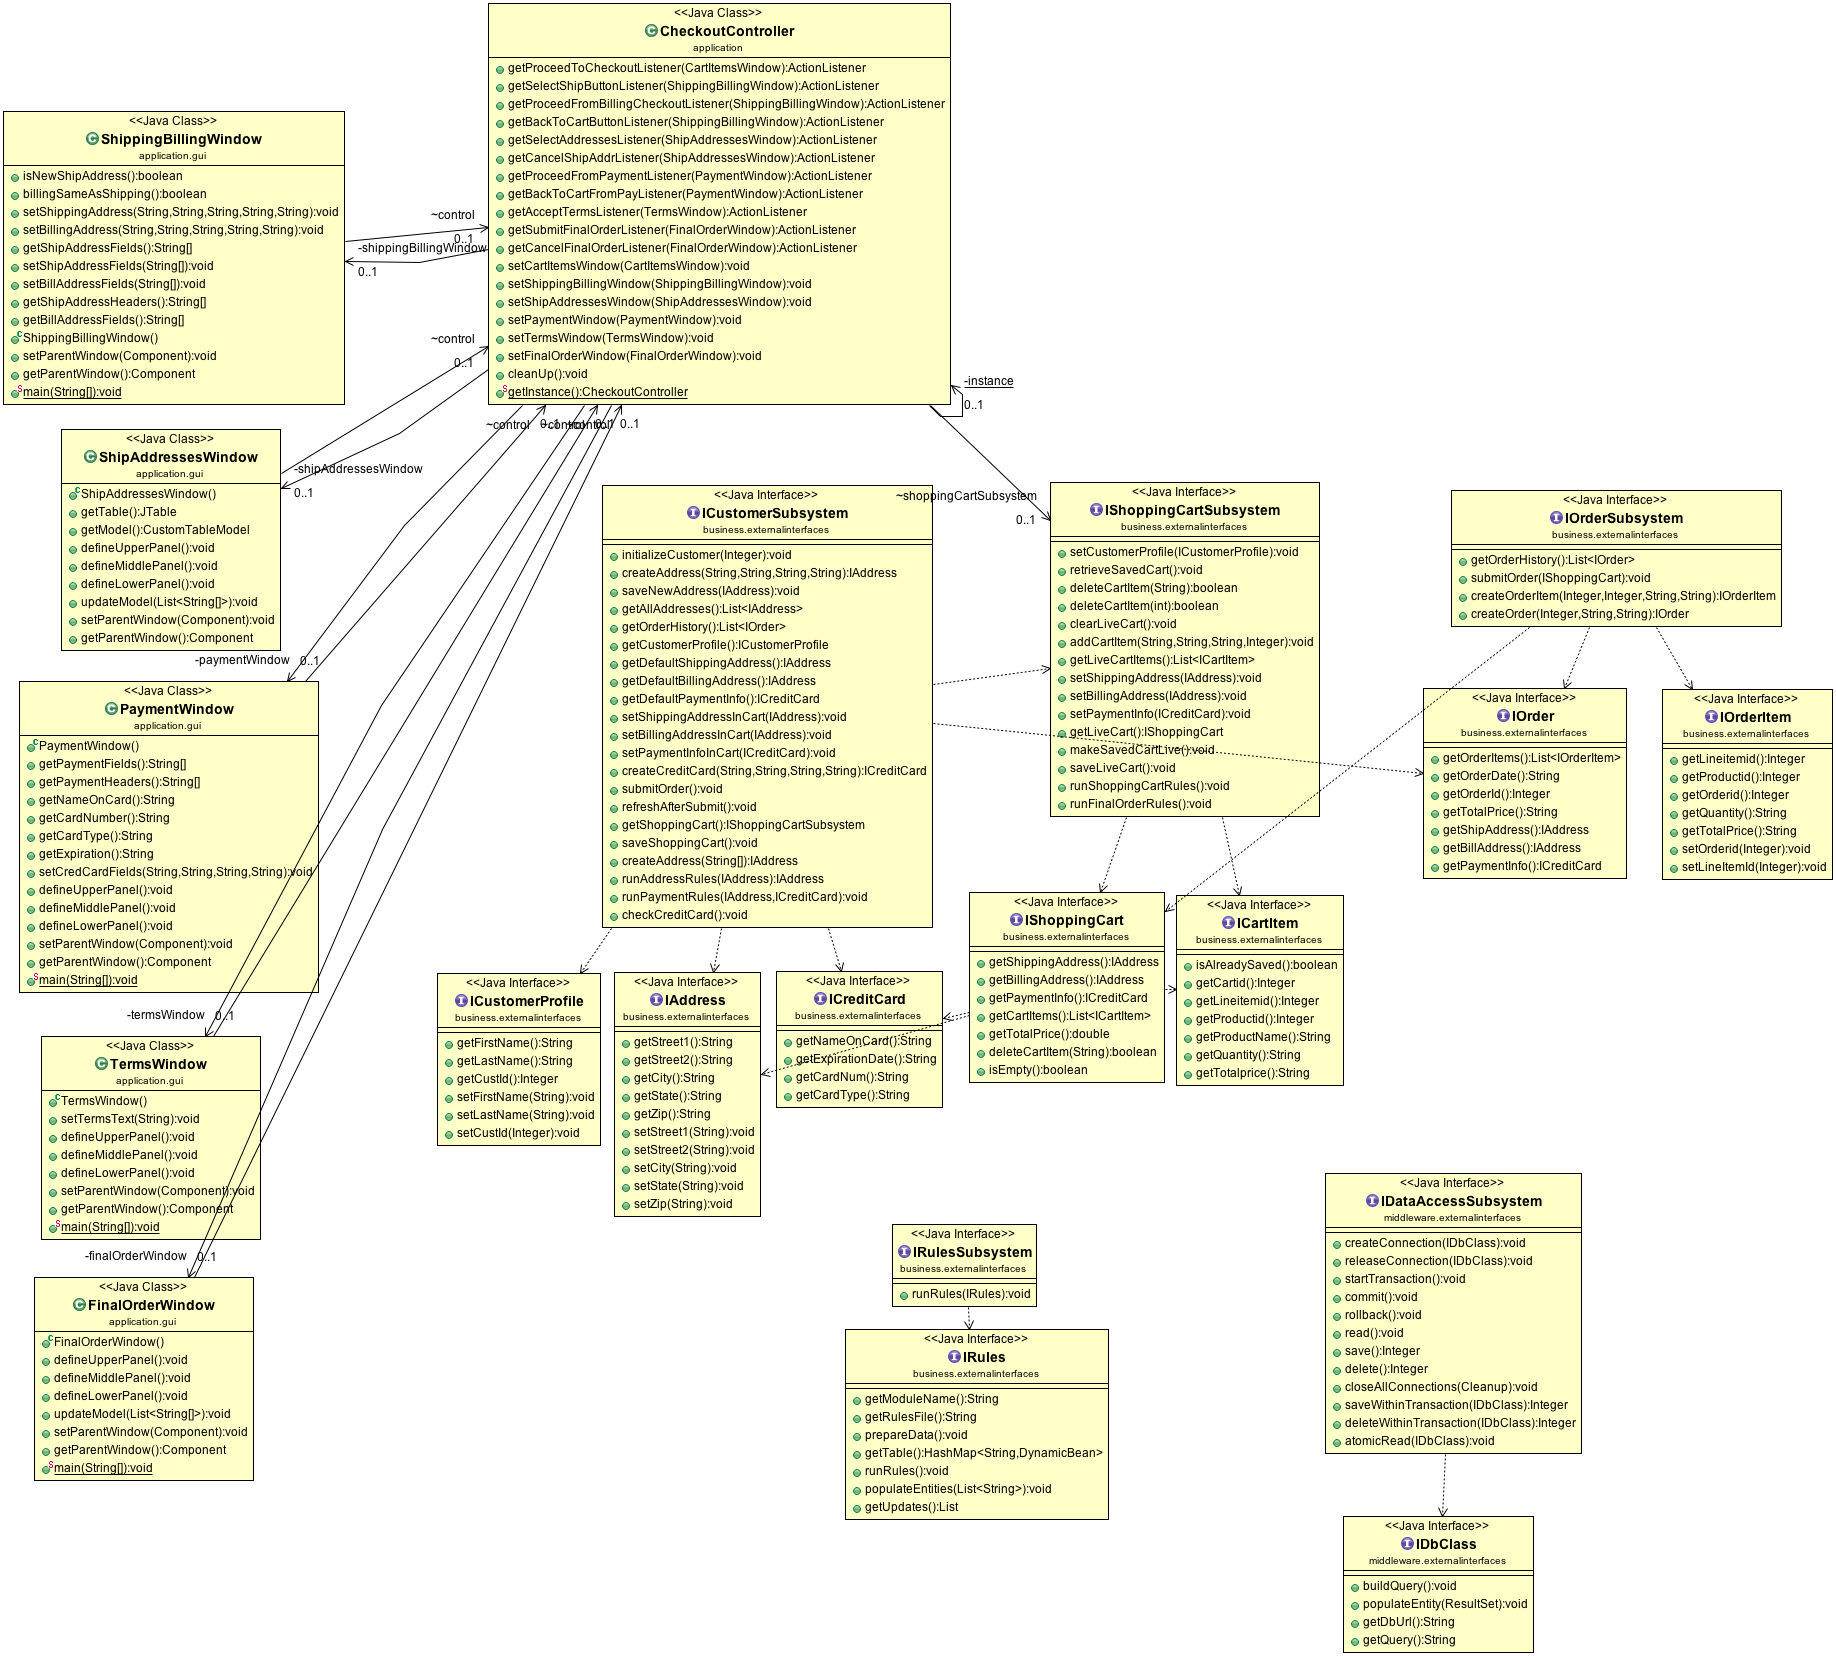 <<Java Class>>
CheckoutController
application
getProceedToCheckoutListener(CartItemsWindow):ActionListener
getSelectShipButtonListener(ShippingBillingWindow):ActionListener
getProceedFromBillingCheckoutListener(ShippingBillingWindow):ActionListener
getBackToCartButtonListener(ShippingBillingWindow):ActionListener
getSelectAddressesListener(ShipAddressesWindow):ActionListener
getCancelShipAddrListener(ShipAddressesWindow):ActionListener
getProceedFromPaymentListener(PaymentWindow):ActionListener
getBackToCartFromPayListener(PaymentWindow):ActionListener
getAcceptTermsListener(TermsWindow):ActionListener
getSubmitFinalOrderListener(FinalOrderWindow):ActionListener
getCancelFinalOrderListener(FinalOrderWindow):ActionListener
setCartItemsWindow(CartItemsWindow):void
setShippingBillingWindow(ShippingBillingWindow):void
setShipAddressesWindow(ShipAddressesWindow):void
setPaymentWindow(PaymentWindow):void
setTermsWindow(TermsWindow):void
setFinalOrderWindow(FinalOrderWindow):void
cleanUp():void
getInstance():CheckoutController
<<Java Class>>
ShippingBillingWindow
application.gui
isNewShipAddress():boolean
billingSameAsShipping():boolean
setShippingAddress(String,String,String,String,String):void
setBillingAddress(String,String,String,String,String):void
getShipAddressFields():String[]
setShipAddressFields(String[]):void
setBillAddressFields(String[]):void
getShipAddressHeaders():String[]
getBillAddressFields():String[]
ShippingBillingWindow()
setParentWindow(Component):void
getParentWindow():Component
main(String[]):void
~control
0..1
-shippingBillingWindow
0..1
~control
0..1
-instance
0..1
~control
0..1
~control
0..1
~control
0..1
<<Java Class>>
ShipAddressesWindow
application.gui
ShipAddressesWindow()
getTable():JTable
getModel():CustomTableModel
defineUpperPanel():void
defineMiddlePanel():void
defineLowerPanel():void
updateModel(List<String[]>):void
setParentWindow(Component):void
getParentWindow():Component
-shipAddressesWindow
0..1
~shoppingCartSubsystem
0..1
<<Java Interface>>
ICustomerSubsystem
business.externalinterfaces
initializeCustomer(Integer):void
createAddress(String,String,String,String):IAddress
saveNewAddress(IAddress):void
getAllAddresses():List<IAddress>
getOrderHistory():List<IOrder>
getCustomerProfile():ICustomerProfile
getDefaultShippingAddress():IAddress
getDefaultBillingAddress():IAddress
getDefaultPaymentInfo():ICreditCard
setShippingAddressInCart(IAddress):void
setBillingAddressInCart(IAddress):void
setPaymentInfoInCart(ICreditCard):void
createCreditCard(String,String,String,String):ICreditCard
submitOrder():void
refreshAfterSubmit():void
getShoppingCart():IShoppingCartSubsystem
saveShoppingCart():void
createAddress(String[]):IAddress
runAddressRules(IAddress):IAddress
runPaymentRules(IAddress,ICreditCard):void
checkCreditCard():void
<<Java Interface>>
IShoppingCartSubsystem
business.externalinterfaces
setCustomerProfile(ICustomerProfile):void
retrieveSavedCart():void
deleteCartItem(String):boolean
deleteCartItem(int):boolean
clearLiveCart():void
addCartItem(String,String,String,Integer):void
getLiveCartItems():List<ICartItem>
setShippingAddress(IAddress):void
setBillingAddress(IAddress):void
setPaymentInfo(ICreditCard):void
getLiveCart():IShoppingCart
makeSavedCartLive():void
saveLiveCart():void
runShoppingCartRules():void
runFinalOrderRules():void
<<Java Interface>>
IOrderSubsystem
business.externalinterfaces
getOrderHistory():List<IOrder>
submitOrder(IShoppingCart):void
createOrderItem(Integer,Integer,String,String):IOrderItem
createOrder(Integer,String,String):IOrder
-paymentWindow
0..1
<<Java Class>>
PaymentWindow
application.gui
PaymentWindow()
getPaymentFields():String[]
getPaymentHeaders():String[]
getNameOnCard():String
getCardNumber():String
getCardType():String
getExpiration():String
setCredCardFields(String,String,String,String):void
defineUpperPanel():void
defineMiddlePanel():void
defineLowerPanel():void
setParentWindow(Component):void
getParentWindow():Component
main(String[]):void
<<Java Interface>>
IOrder
business.externalinterfaces
getOrderItems():List<IOrderItem>
getOrderDate():String
getOrderId():Integer
getTotalPrice():String
getShipAddress():IAddress
getBillAddress():IAddress
getPaymentInfo():ICreditCard
<<Java Interface>>
IOrderItem
business.externalinterfaces
getLineitemid():Integer
getProductid():Integer
getOrderid():Integer
getQuantity():String
getTotalPrice():String
setOrderid(Integer):void
setLineItemId(Integer):void
<<Java Interface>>
IShoppingCart
business.externalinterfaces
getShippingAddress():IAddress
getBillingAddress():IAddress
getPaymentInfo():ICreditCard
getCartItems():List<ICartItem>
getTotalPrice():double
deleteCartItem(String):boolean
isEmpty():boolean
<<Java Interface>>
ICartItem
business.externalinterfaces
isAlreadySaved():boolean
getCartid():Integer
getLineitemid():Integer
getProductid():Integer
getProductName():String
getQuantity():String
getTotalprice():String
<<Java Interface>>
ICustomerProfile
business.externalinterfaces
getFirstName():String
getLastName():String
getCustId():Integer
setFirstName(String):void
setLastName(String):void
setCustId(Integer):void
<<Java Interface>>
IAddress
business.externalinterfaces
getStreet1():String
getStreet2():String
getCity():String
getState():String
getZip():String
setStreet1(String):void
setStreet2(String):void
setCity(String):void
setState(String):void
setZip(String):void
<<Java Interface>>
ICreditCard
business.externalinterfaces
getNameOnCard():String
getExpirationDate():String
getCardNum():String
getCardType():String
-termsWindow
0..1
<<Java Class>>
TermsWindow
application.gui
TermsWindow()
setTermsText(String):void
defineUpperPanel():void
defineMiddlePanel():void
defineLowerPanel():void
setParentWindow(Component):void
getParentWindow():Component
main(String[]):void
-finalOrderWindow
0..1
<<Java Class>>
FinalOrderWindow
application.gui
FinalOrderWindow()
defineUpperPanel():void
defineMiddlePanel():void
defineLowerPanel():void
updateModel(List<String[]>):void
setParentWindow(Component):void
getParentWindow():Component
main(String[]):void
<<Java Interface>>
IRulesSubsystem
business.externalinterfaces
runRules(IRules):void
<<Java Interface>>
IRules
business.externalinterfaces
getModuleName():String
getRulesFile():String
prepareData():void
getTable():HashMap<String,DynamicBean>
runRules():void
populateEntities(List<String>):void
getUpdates():List
<<Java Interface>>
IDataAccessSubsystem
middleware.externalinterfaces
createConnection(IDbClass):void
releaseConnection(IDbClass):void
startTransaction():void
commit():void
rollback():void
read():void
save():Integer
delete():Integer
closeAllConnections(Cleanup):void
saveWithinTransaction(IDbClass):Integer
deleteWithinTransaction(IDbClass):Integer
atomicRead(IDbClass):void
<<Java Interface>>
IDbClass
middleware.externalinterfaces
buildQuery():void
populateEntity(ResultSet):void
getDbUrl():String
getQuery():String